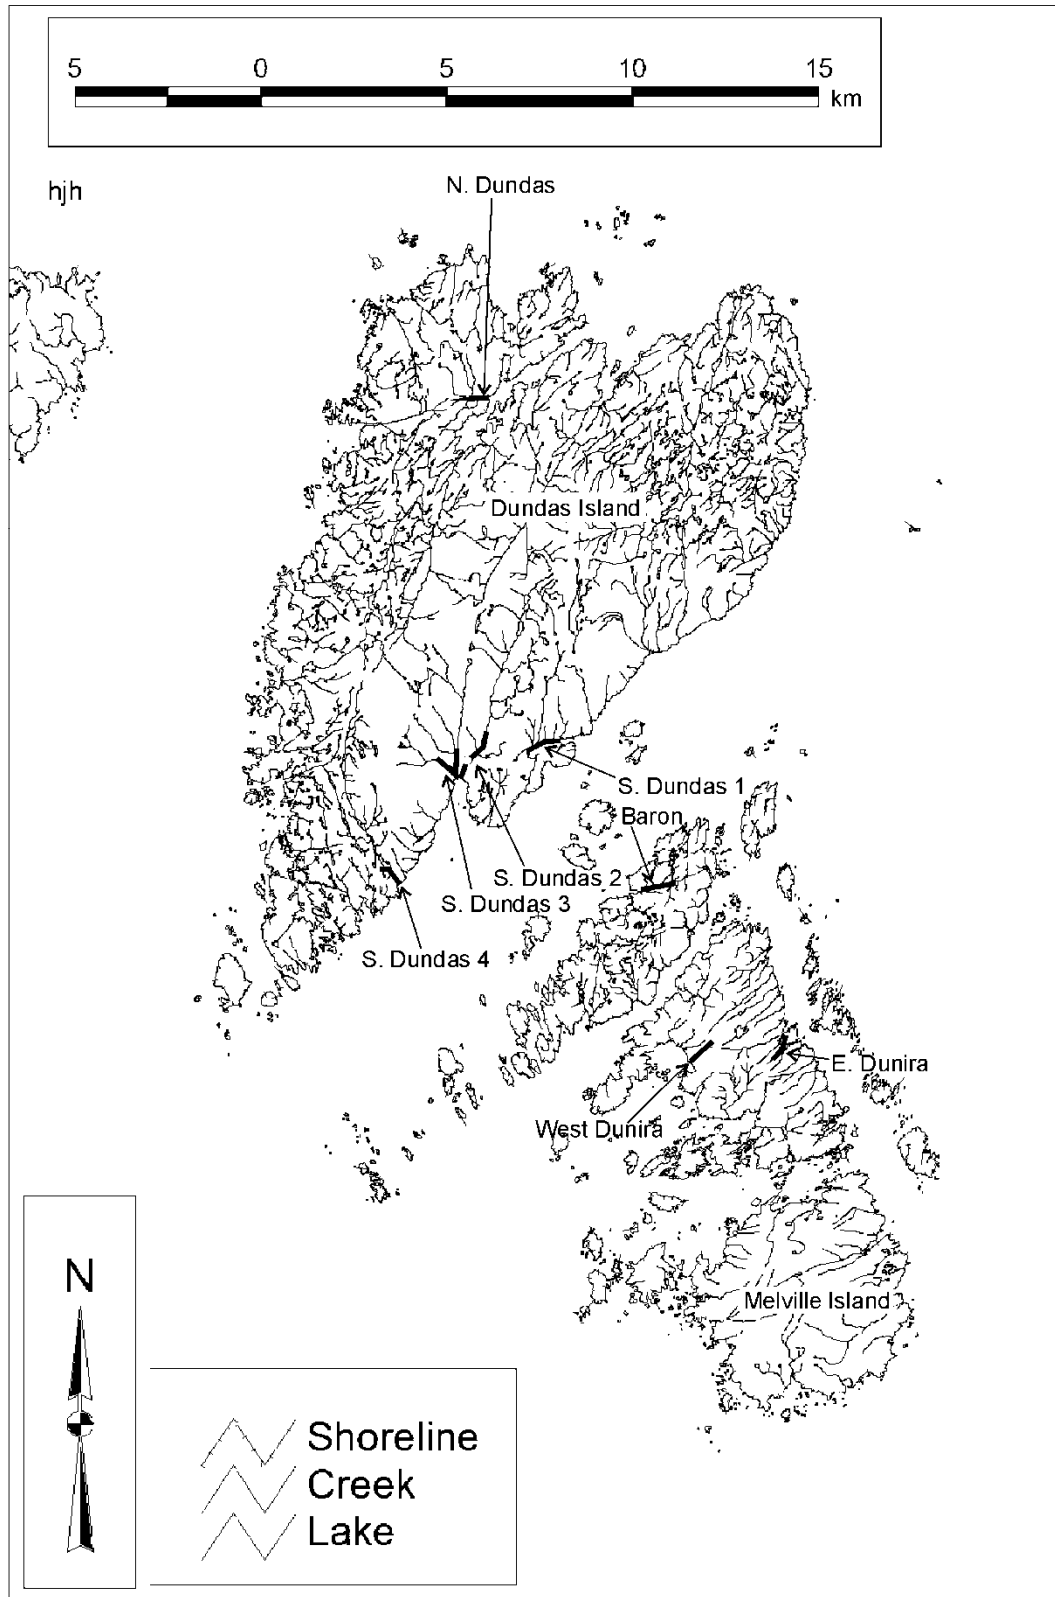 5 0 5 10 15
km
hjh
N. Dundas
Dundas Island
S. Dundas 1
Baron
S. Dundas 2
S. Dundas 3
S. Dundas 4
E. Dunira
West Dunira
N
Melville Island
Shoreline
Creek
Lake